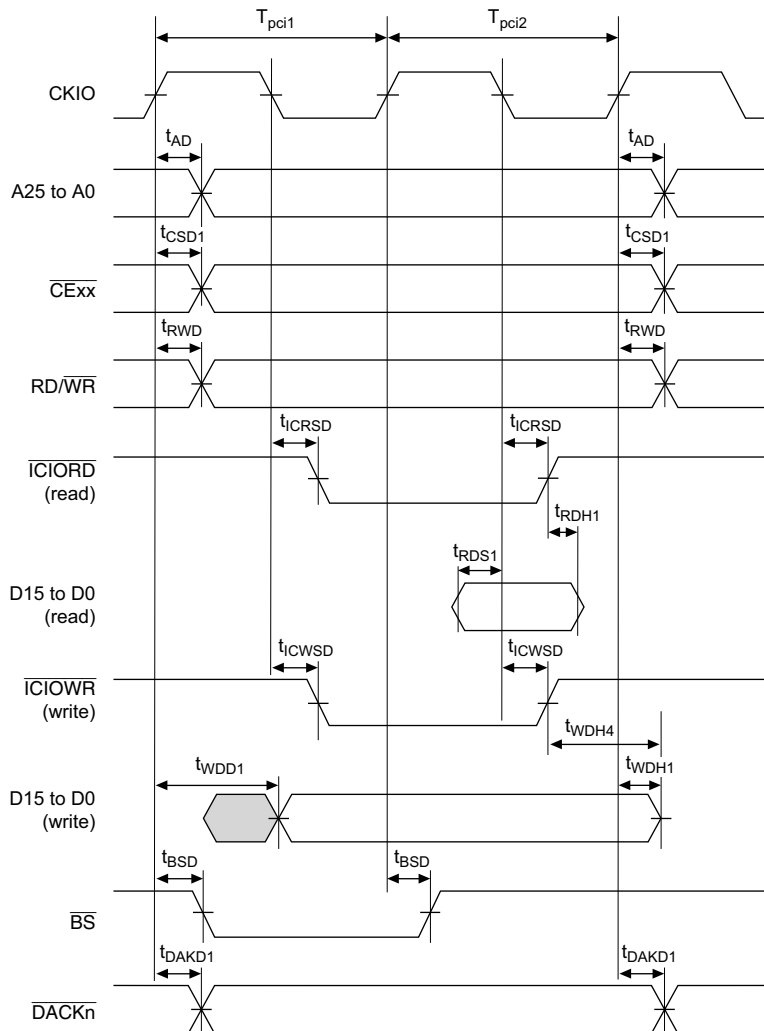 Tpci1 Tpci2
CKIO
tAD tAD
A25 to A0
tCSD1 tCSD1
CExx
tRWD tRWD
RD/WR
tICRSD tICRSD
ICIORD
(read)
tRDH1
tRDS1
D15 to D0
(read)
tICWSD tICWSD
ICIOWR
(write)
tWDH4
tWDD1 tWDH1
D15 to D0
(write)
tBSD tBSD
BS
tDAKD1 tDAKD1
DACKn